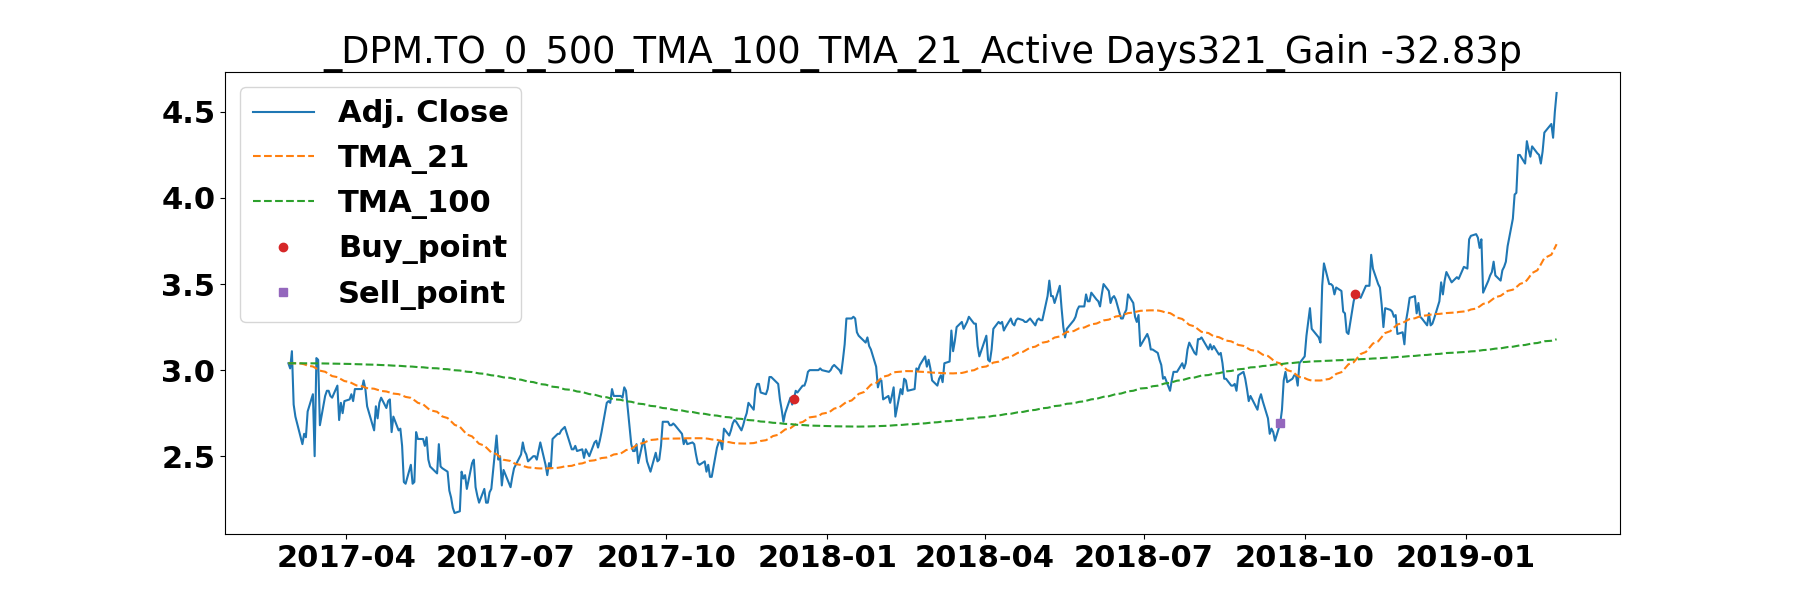 _DPM.TO_0_500_TMA_100_TMA_21_Active Days321_Gain -32.83p
4.5
4.0
3.5
3.0
2.5
Adj. Close
TMA_21
TMA_100
Buy_point
Sell_point
2017-04 2017-07 2017-10 2018-01 2018-04 2018-07 2018-10 2019-01